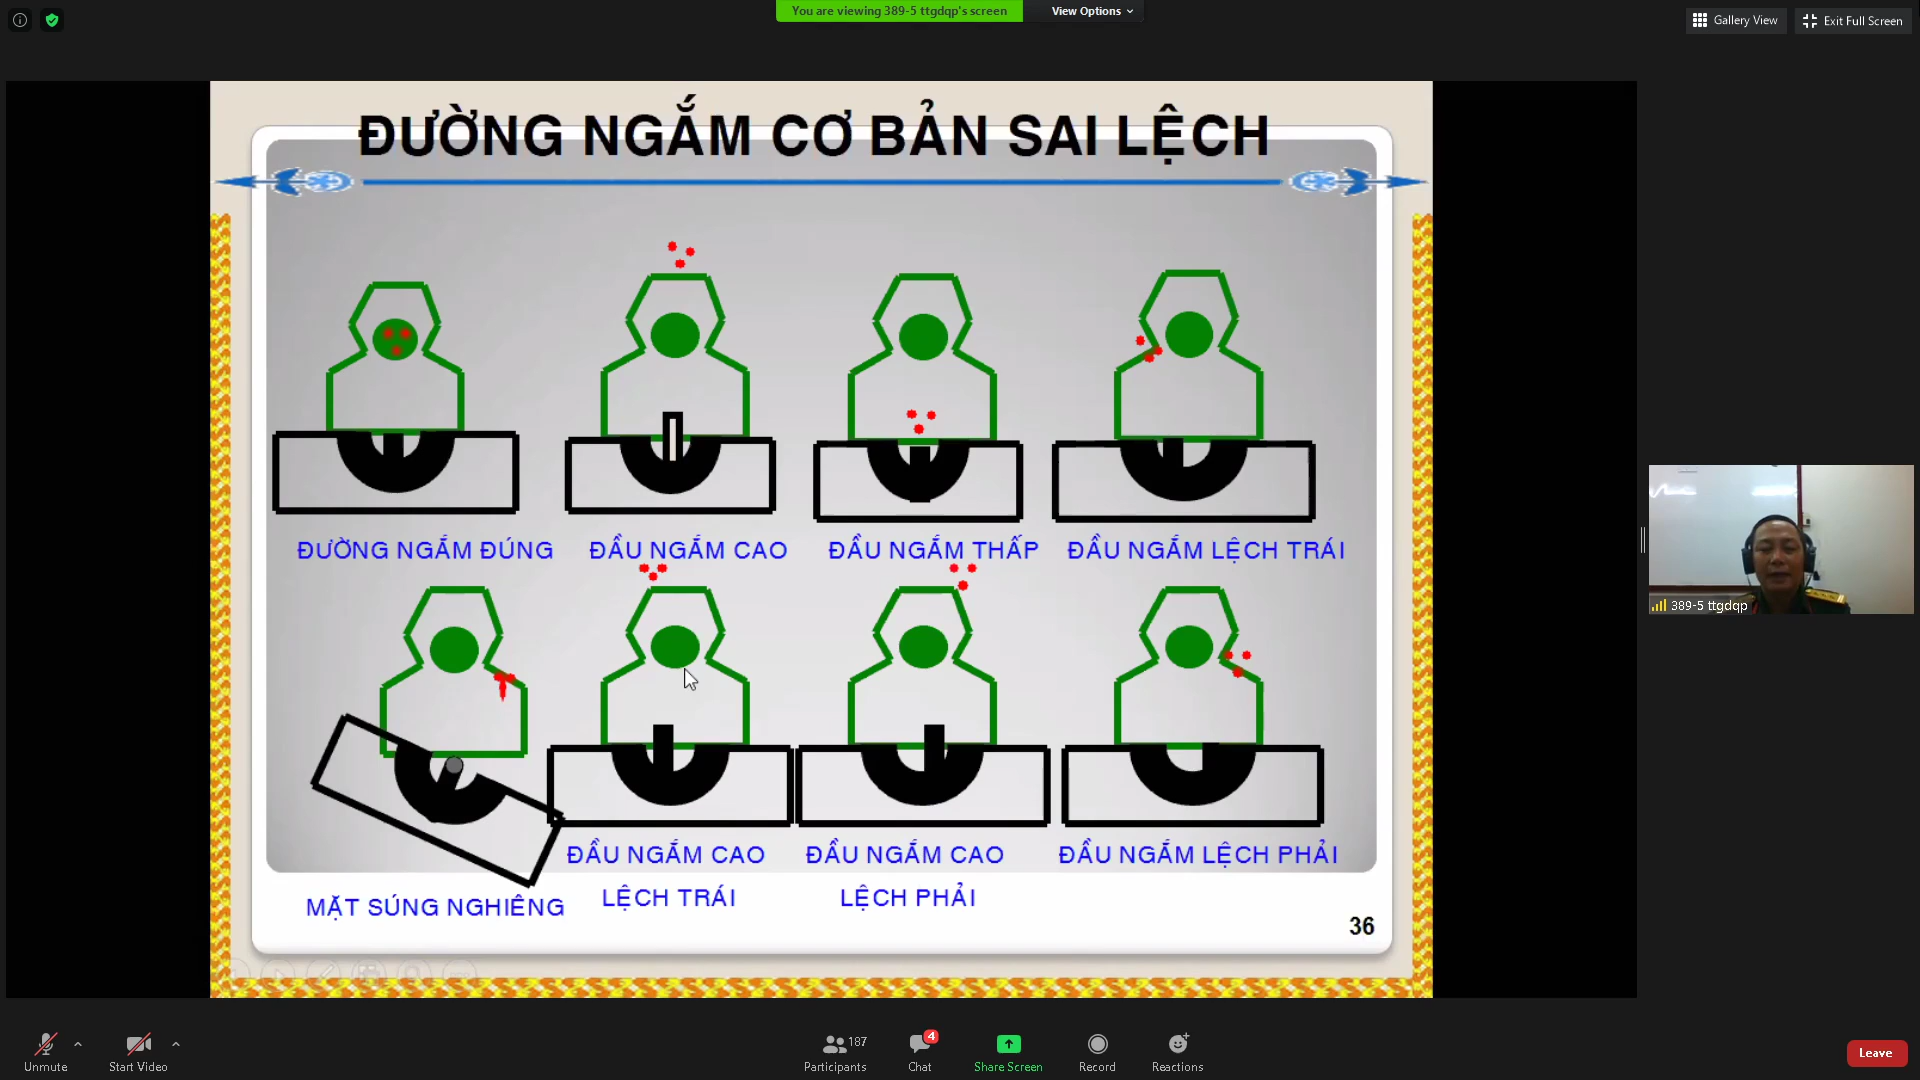 You are viewing 389-5 ttgdqp's screen
View Options
Gallery View
Exit Full Screen
ĐƯỜNG NGẮM CƠ BẢN SAI LỆCH
ĐƯỜNG NGẮM ĐÚNG
ĐẦU NGẮM CAO
ĐẦU NGẮM THẤP
ĐẦU NGẮM LỆCH TRÁI
MẶT SÚNG NGHIÊNG
ĐẦU NGẮM CAO
LỆCH TRÁI
ĐẦU NGẮM CAO
LỆCH PHẢI
ĐẦU NGẮM LỆCH PHẢI
36
389-5 ttgdqp
Unmute
Start Video
187
Participants
4
Chat
Share Screen
Record
Reactions
Leave